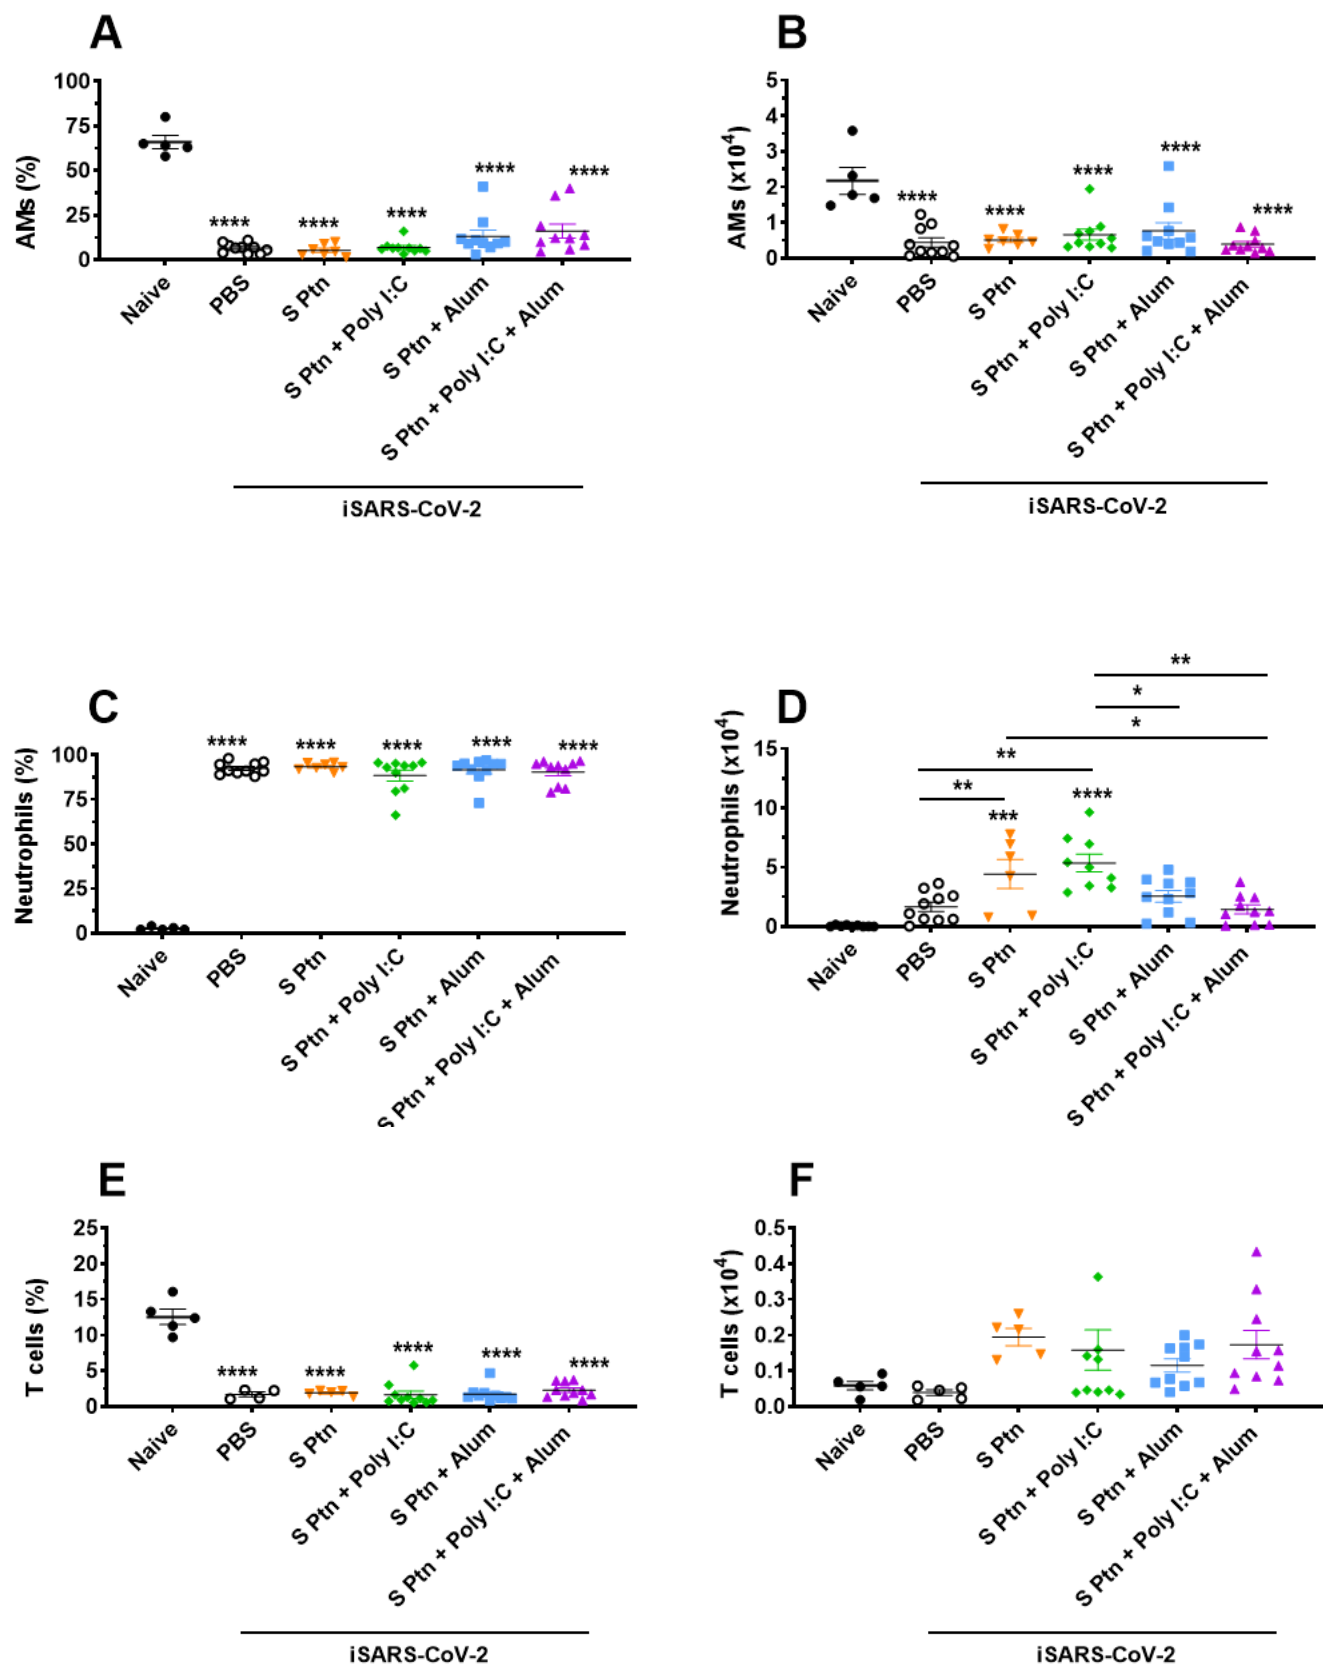 A
AMs (%)
100
75
50
25
0
****
****
****
****
****
Naive
PBS
S Ptn
S Ptn + Poly I:C
S Ptn + Alum
S Ptn + Poly I:C + Alum
iSARS-CoV-2
B
AMs (x10⁴)
5
4
3
2
1
0
****
****
****
****
****
Naive
PBS
S Ptn
S Ptn + Poly I:C
S Ptn + Alum
S Ptn + Poly I:C + Alum
iSARS-CoV-2
C
Neutrophils (%)
100
75
50
25
0
****
****
****
****
****
Naive
PBS
S Ptn
S Ptn + Poly I:C
S Ptn + Alum
S Ptn + Poly I:C + Alum
D
Neutrophils (x10⁴)
15
10
5
0
**
*
*
**
**
***
****
Naive
PBS
S Ptn
S Ptn + Poly I:C
S Ptn + Alum
S Ptn + Poly I:C + Alum
E
T cells (%)
25
20
15
10
5
0
****
****
****
****
****
Naive
PBS
S Ptn
S Ptn + Poly I:C
S Ptn + Alum
S Ptn + Poly I:C + Alum
iSARS-CoV-2
F
T cells (x10⁴)
0.5
0.4
0.3
0.2
0.1
0.0
Naive
PBS
S Ptn
S Ptn + Poly I:C
S Ptn + Alum
S Ptn + Poly I:C + Alum
iSARS-CoV-2